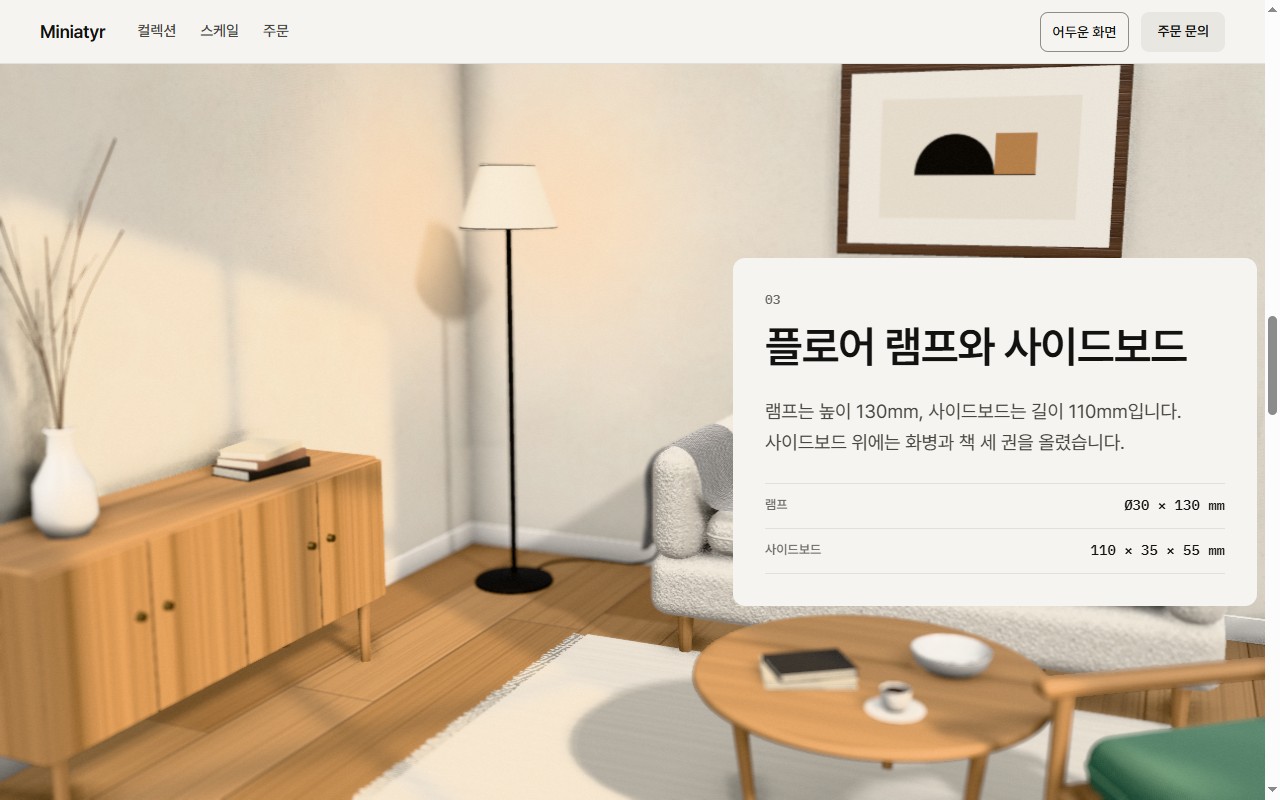 Miniatyr
컬렉션
스케일
주문
어두운 화면
주문 문의
03
플로어 램프와 사이드보드
램프는 높이 130mm, 사이드보드는 길이 110mm입니다.
사이드보드 위에는 화병과 책 세 권을 올렸습니다.
램프 Ø30 × 130 mm
사이드보드 110 × 35 × 55 mm